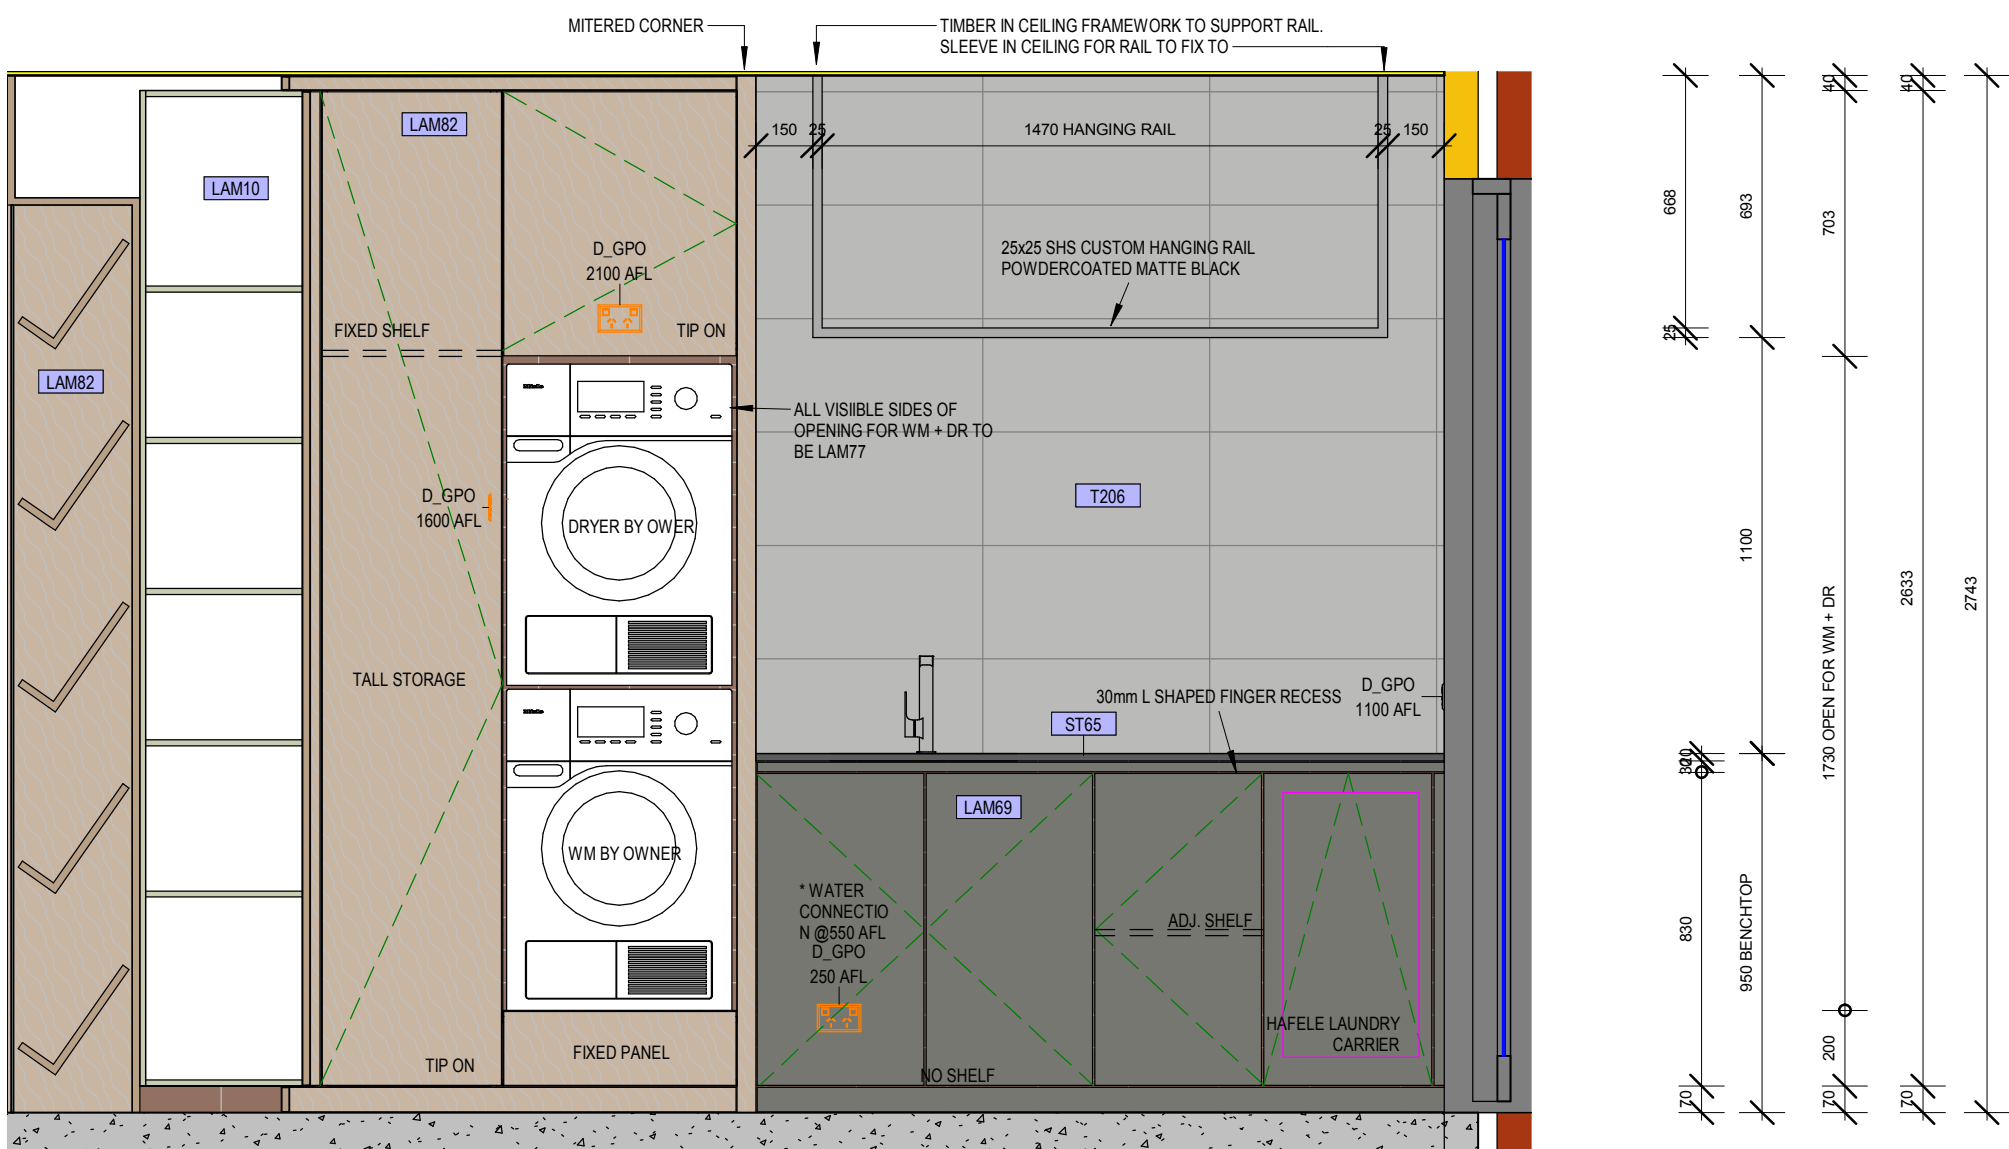 MITERED CORNER
TIMBER IN CEILING FRAMEWORK TO SUPPORT RAIL.
SLEEVE IN CEILING FOR RAIL TO FIX TO
LAM82
LAM10
150
25
1470 HANGING RAIL
25
150
D_GPO
2100 AFL
25x25 SHS CUSTOM HANGING RAIL
POWDERCOATED MATTE BLACK
FIXED SHELF
TIP ON
LAM82
ALL VISIIBLE SIDES OF
OPENING FOR WM + DR TO
BE LAM77
D_GPO
1600 AFL
DRYER BY OWER
T206
TALL STORAGE
30mm L SHAPED FINGER RECESS
D_GPO
1100 AFL
ST65
LAM69
WM BY OWNER
* WATER
CONNECTIO
N @550 AFL
D_GPO
250 AFL
ADJ. SHELF
HAFELE LAUNDRY
CARRIER
FIXED PANEL
TIP ON
NO SHELF
668
25
30
20
830
70
693
1100
950 BENCHTOP
40
703
1730 OPEN FOR WM + DR
200
70
40
2633
70
2743